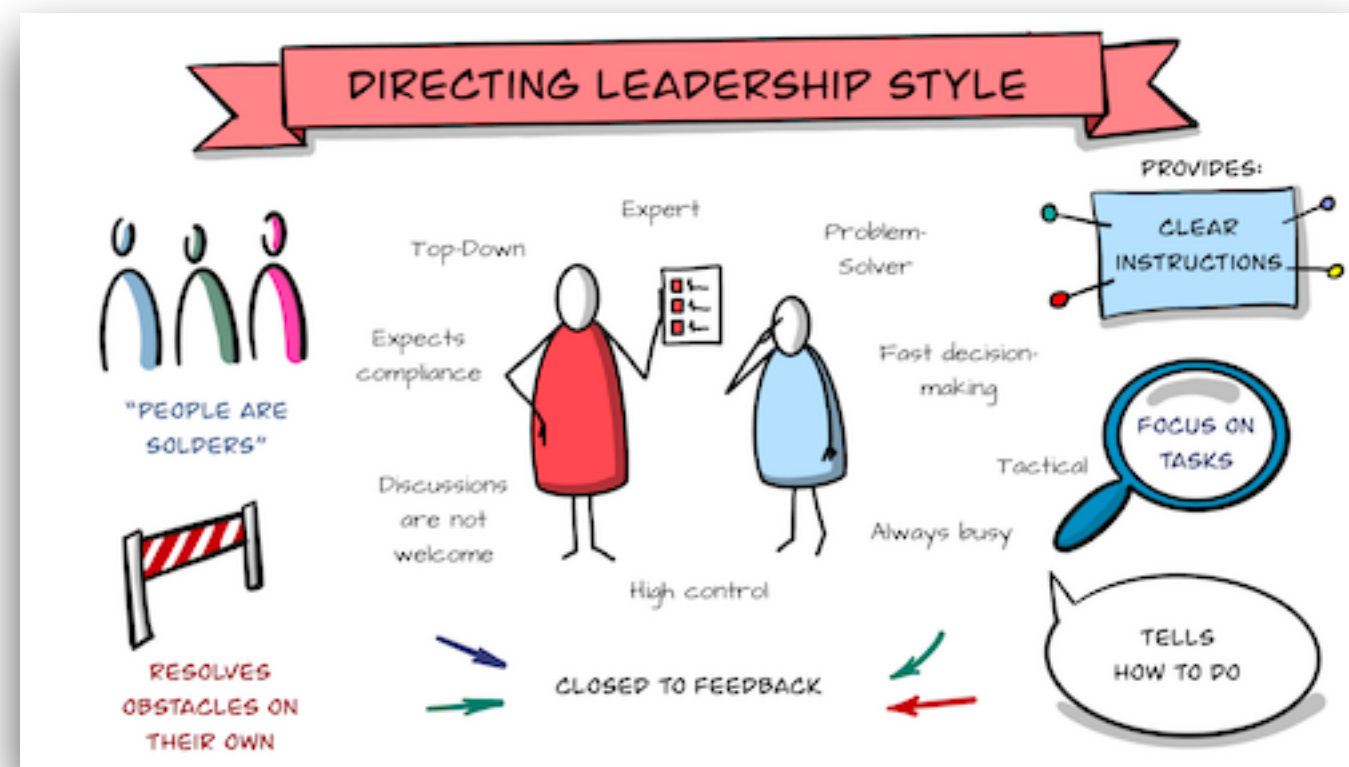 DIRECTING LEADERSHIP STYLE
PROVIDES:
CLEAR
INSTRUCTIONS
Expert
Top-Down
Problem-
Solver
Expects
compliance
Fast decision-
making
"PEOPLE ARE
SOLDERS"
FOCUS ON
TASKS
Tactical
Discussions
are not
welcome
Always busy
High control
TELLS
HOW TO DO
RESOLVES
OBSTACLES ON
THEIR OWN
CLOSED TO FEEDBACK